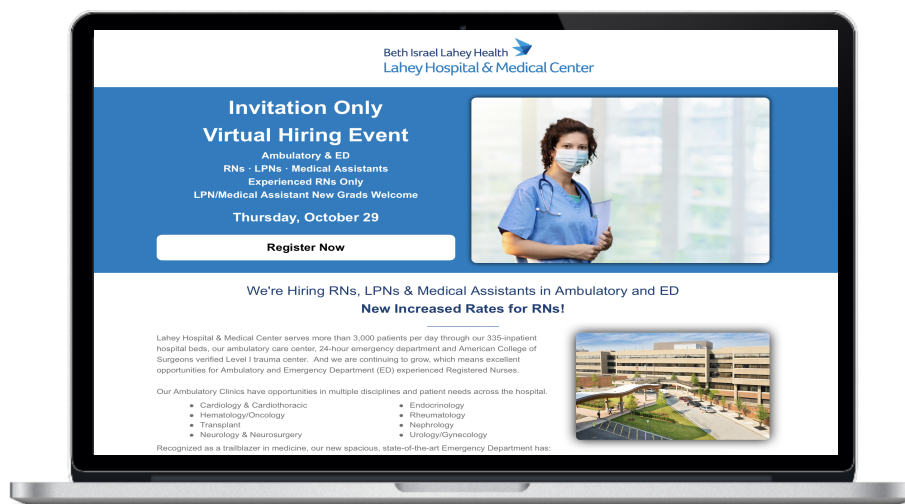 Beth Israel Lahey Health
Lahey Hospital & Medical Center
Invitation Only
Virtual Hiring Event
Ambulatory & ED
RNs · LPNs · Medical Assistants
Experienced RNs Only
LPN/Medical Assistant New Grads Welcome
Thursday, October 29
Register Now
We're Hiring RNs, LPNs & Medical Assistants in Ambulatory and ED
New Increased Rates for RNs!
Lahey Hospital & Medical Center serves more than 3,000 patients per day through our 335-inpatient
hospital beds, our ambulatory care center, 24-hour emergency department and American College of
Surgeons verified Level I trauma center. And we are continuing to grow, which means excellent
opportunities for Ambulatory and Emergency Department (ED) experienced Registered Nurses.
Our Ambulatory Clinics have opportunities in multiple disciplines and patient needs across the hospital.
• Cardiology & Cardiothoracic
• Hematology/Oncology
• Transplant
• Neurology & Neurosurgery
• Endocrinology
• Rheumatology
• Nephrology
• Urology/Gynecology
Recognized as a trailblazer in medicine, our new spacious, state-of-the-art Emergency Department has: